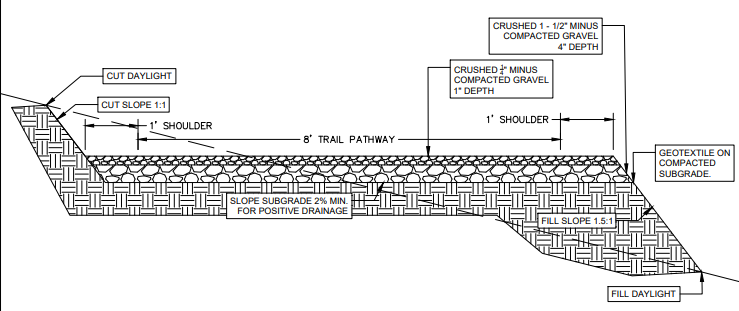 CRUSHED 1 - 1/2" MINUS
COMPACTED GRAVEL
4" DEPTH
CUT DAYLIGHT
CRUSHED ¼" MINUS
COMPACTED GRAVEL
1" DEPTH
CUT SLOPE 1:1
1' SHOULDER
1' SHOULDER
8' TRAIL PATHWAY
GEOTEXTILE ON
COMPACTED
SUBGRADE.
SLOPE SUBGRADE 2% MIN.
FOR POSITIVE DRAINAGE
FILL SLOPE 1.5:1
FILL DAYLIGHT